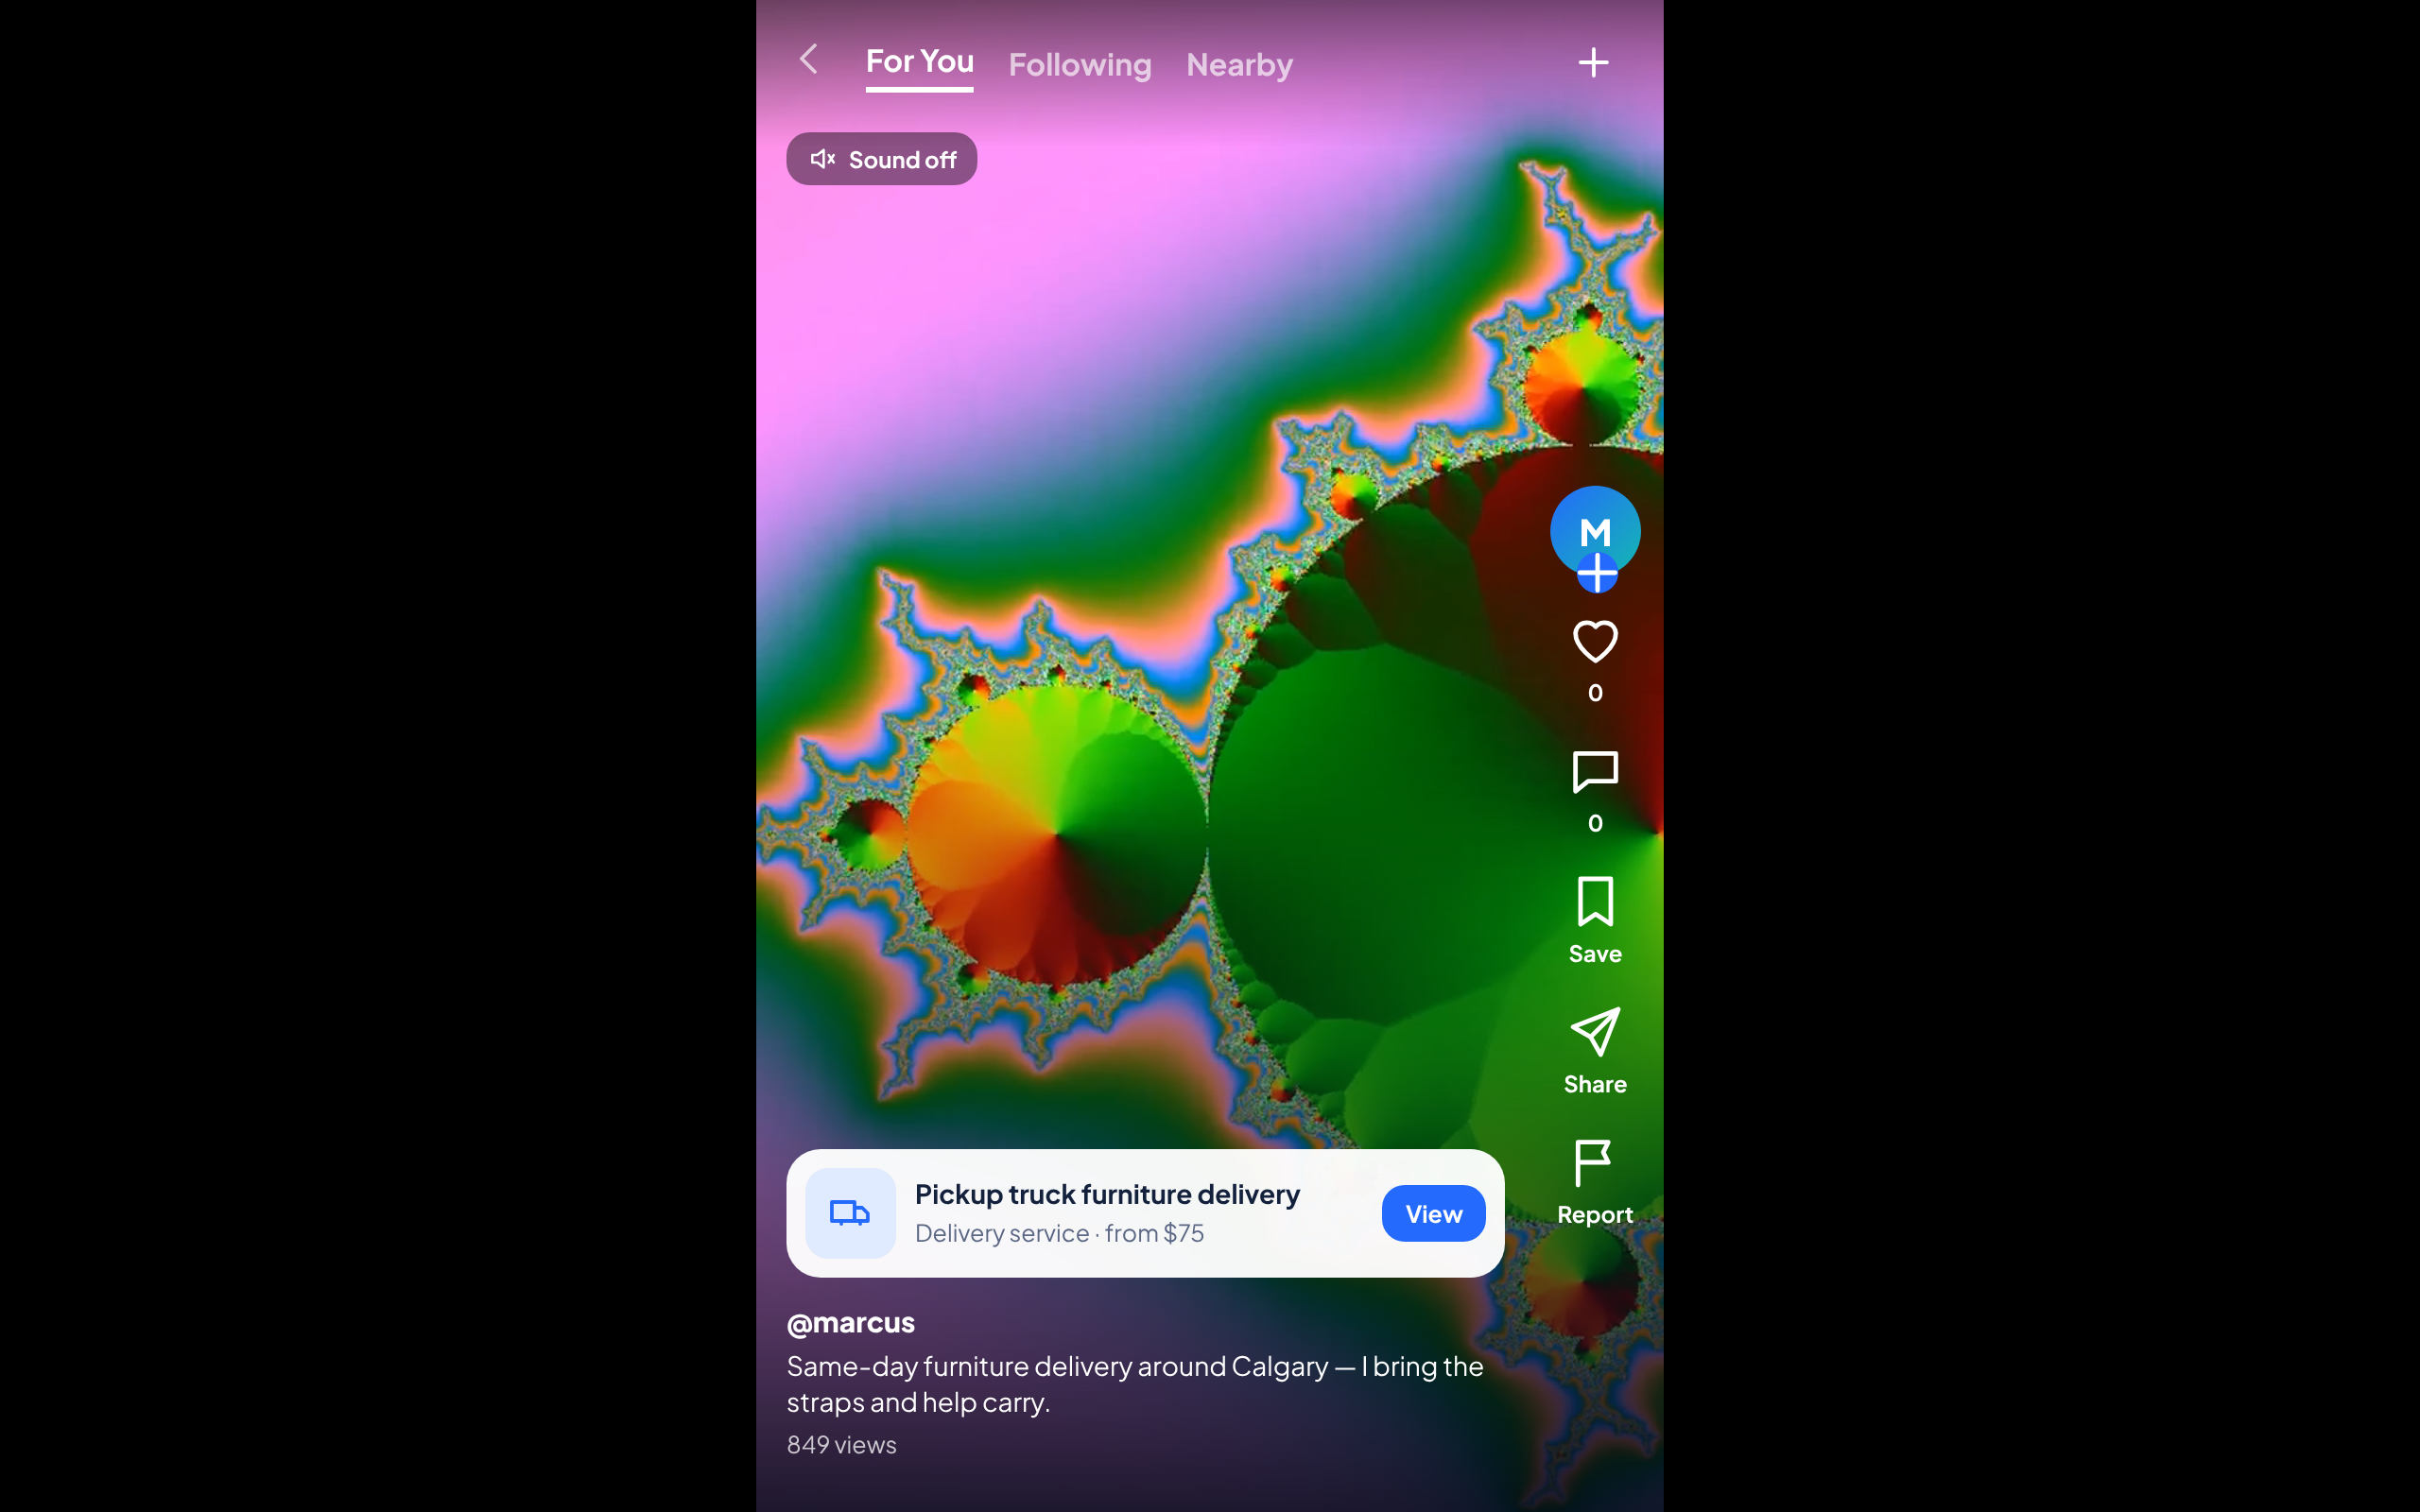 For You
Following
Nearby
Sound off
M
0
0
Save
Share
Report
Pickup truck furniture delivery
Delivery service · from $75
View
@marcus
Same-day furniture delivery around Calgary — I bring the
straps and help carry.
849 views